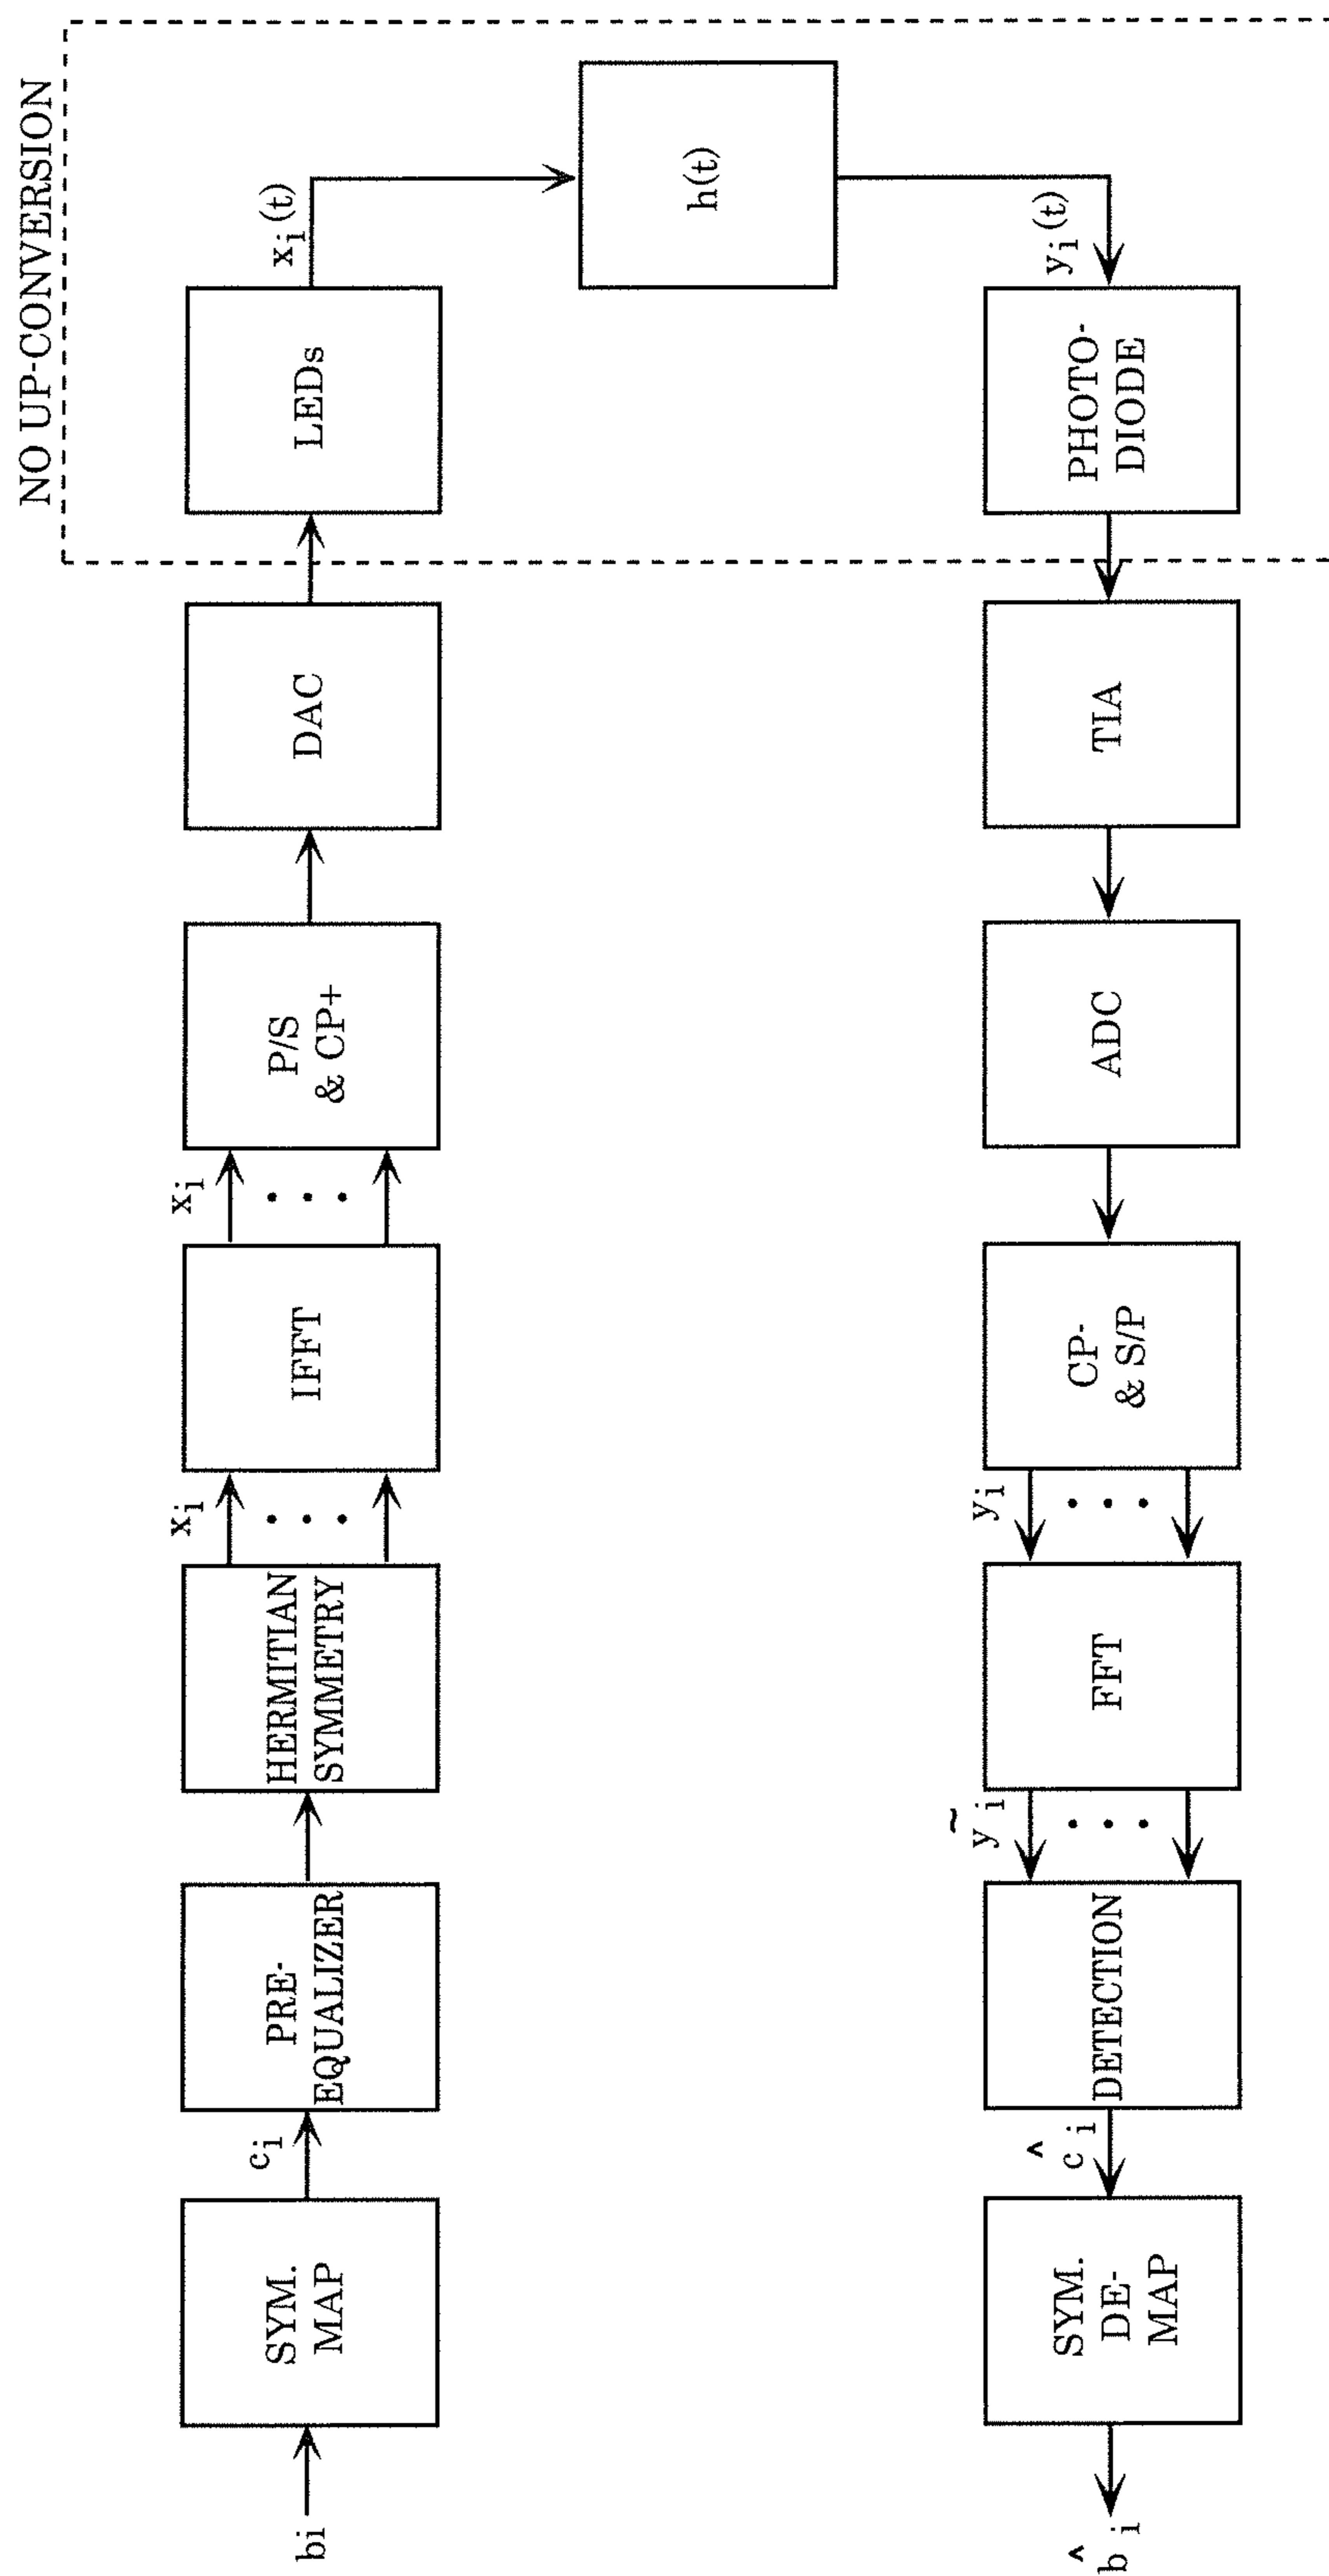 NO UP-CONVERSION
bi
SYM.
MAP
c_i
PRE-
EQUALIZER
HERMITIAN
SYMMETRY
x_i
IFFT
x_i
P/S
& CP+
DAC
LEDs
x_i(t)
h(t)
y_i(t)
PHOTO-
DIODE
TIA
ADC
CP-
& S/P
y_i
FFT
ỹ_i
DETECTION
ĉ_i
SYM.
DE-
MAP
b̂_i